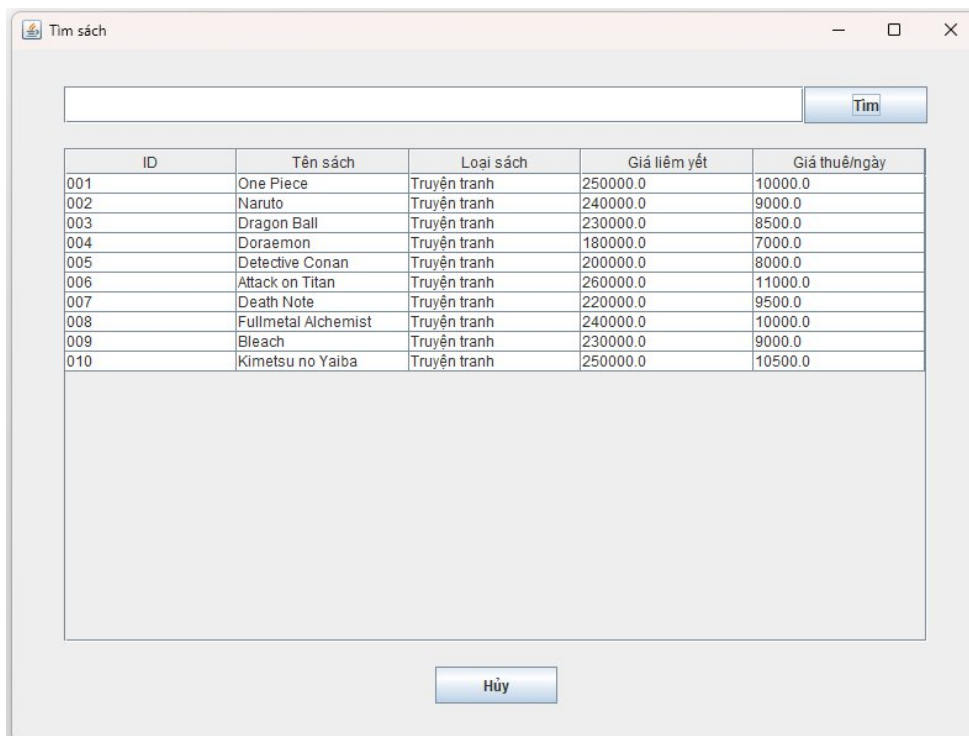 Tìm sách
Tìm
ID Tên sách Loại sách Giá liêm yết Giá thuê/ngày
001 One Piece Truyện tranh 250000.0 10000.0
002 Naruto Truyện tranh 240000.0 9000.0
003 Dragon Ball Truyện tranh 230000.0 8500.0
004 Doraemon Truyện tranh 180000.0 7000.0
005 Detective Conan Truyện tranh 200000.0 8000.0
006 Attack on Titan Truyện tranh 260000.0 11000.0
007 Death Note Truyện tranh 220000.0 9500.0
008 Fullmetal Alchemist Truyện tranh 240000.0 10000.0
009 Bleach Truyện tranh 230000.0 9000.0
010 Kimetsu no Yaiba Truyện tranh 250000.0 10500.0
Hủy